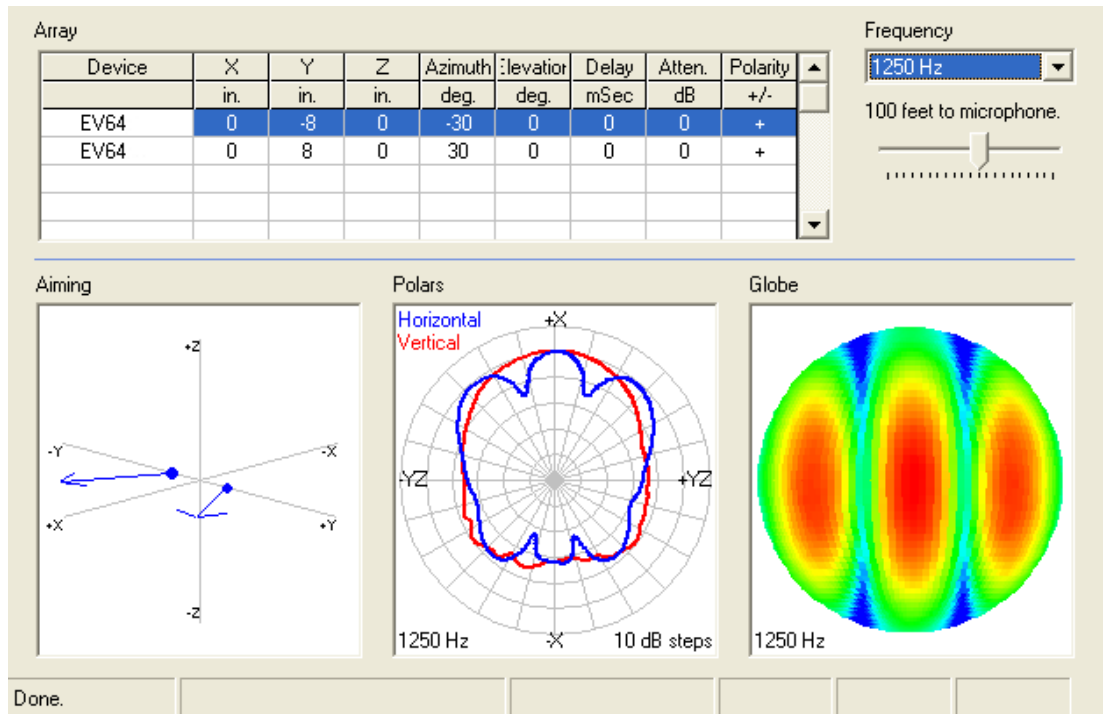 Array
Frequency
Device X Y Z Azimuth Elevation Delay Atten. Polarity
in. in. in. deg. deg. mSec dB +/-
EV64 0 -8 0 -30 0 0 0 +
EV64 0 8 0 30 0 0 0 +
1250 Hz
100 feet to microphone.
Aiming
Polars
Globe
+Z
-Y
-X
+X
+Y
-Z
Horizontal
Vertical
+X
-YZ
+YZ
-X
1250 Hz
10 dB steps
1250 Hz
Done.